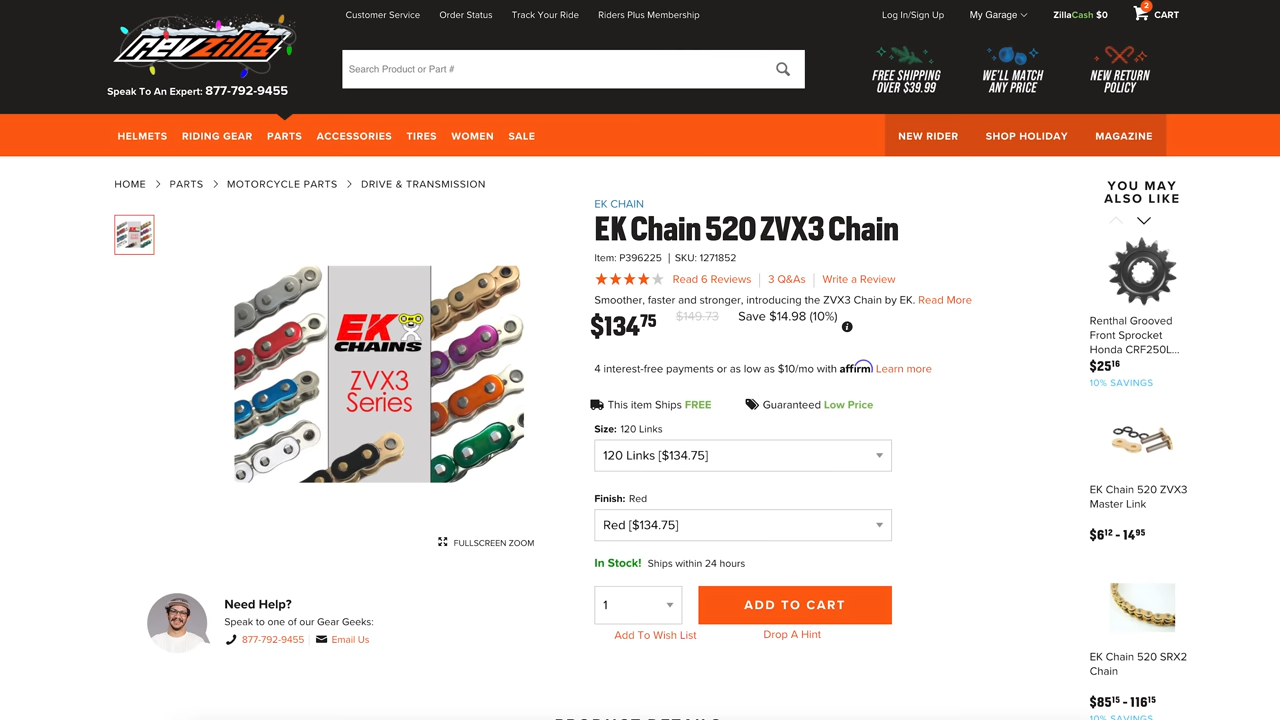 Customer Service
Order Status
Track Your Ride
Riders Plus Membership
Log In/Sign Up
My Garage
ZillaCash $0
2
CART
revzilla
Search Product or Part #
FREE SHIPPING
OVER $39.99
WE'LL MATCH
ANY PRICE
NEW RETURN
POLICY
Speak To An Expert: 877-792-9455
HELMETS
RIDING GEAR
PARTS
ACCESSORIES
TIRES
WOMEN
SALE
NEW RIDER
SHOP HOLIDAY
MAGAZINE
HOME > PARTS > MOTORCYCLE PARTS > DRIVE & TRANSMISSION
EK
CHAINS
ZVX3
Series
FULLSCREEN ZOOM
Need Help?
Speak to one of our Gear Geeks:
877-792-9455
Email Us
EK CHAIN
EK Chain 520 ZVX3 Chain
Item: P396225 | SKU: 1271852
Read 6 Reviews | 3 Q&As | Write a Review
Smoother, faster and stronger, introducing the ZVX3 Chain by EK. Read More
$134.75 $149.73 Save $14.98 (10%) i
4 interest-free payments or as low as $10/mo with affirm Learn more
This item Ships FREE
Guaranteed Low Price
Size: 120 Links
120 Links [$134.75]
Finish: Red
Red [$134.75]
In Stock! Ships within 24 hours
1
ADD TO CART
Add To Wish List
Drop A Hint
YOU MAY
ALSO LIKE
Renthal Grooved
Front Sprocket
Honda CRF250L...
$25.16
10% SAVINGS
EK Chain 520 ZVX3
Master Link
$6.12 - 14.95
EK Chain 520 SRX2
Chain
$85.15 - 116.15
10% SAVINGS
PRODUCT DETAILS